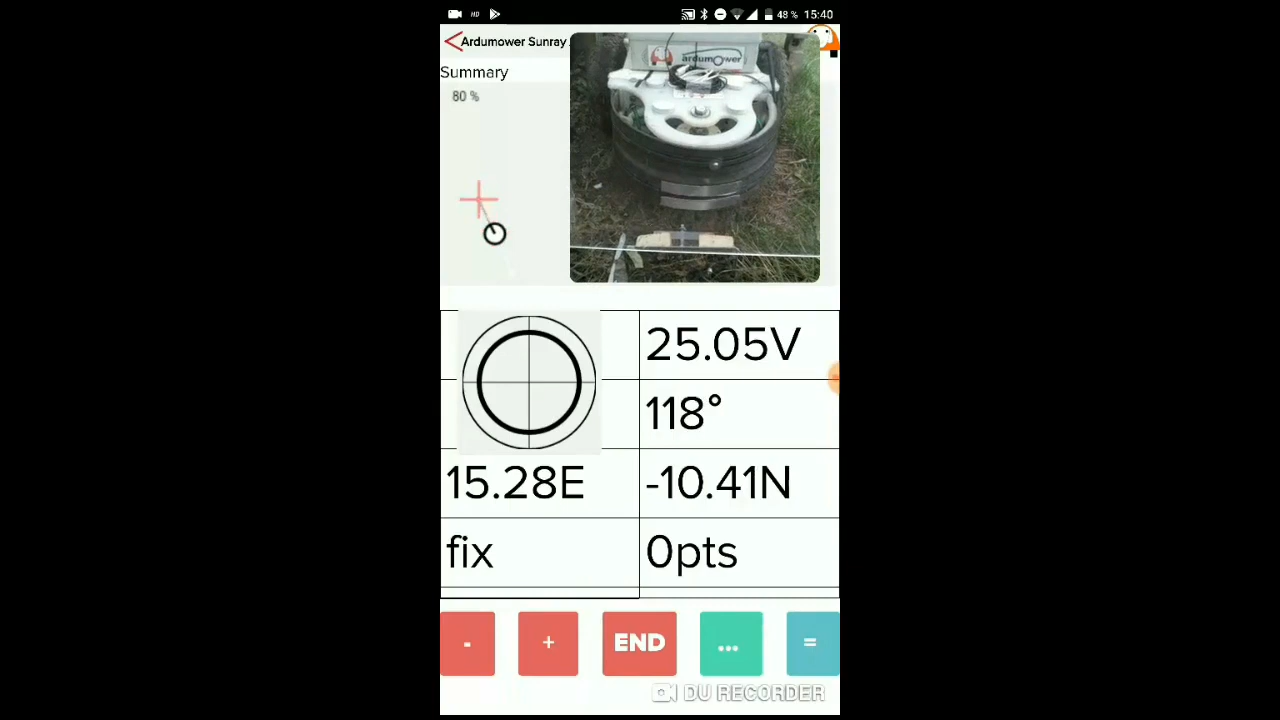 HD 48 % 15:40
Ardumower Sunray
Summary
80 %
ardumower
25.05V
118°
15.28E -10.41N
fix 0pts
- + END ... =
DU RECORDER